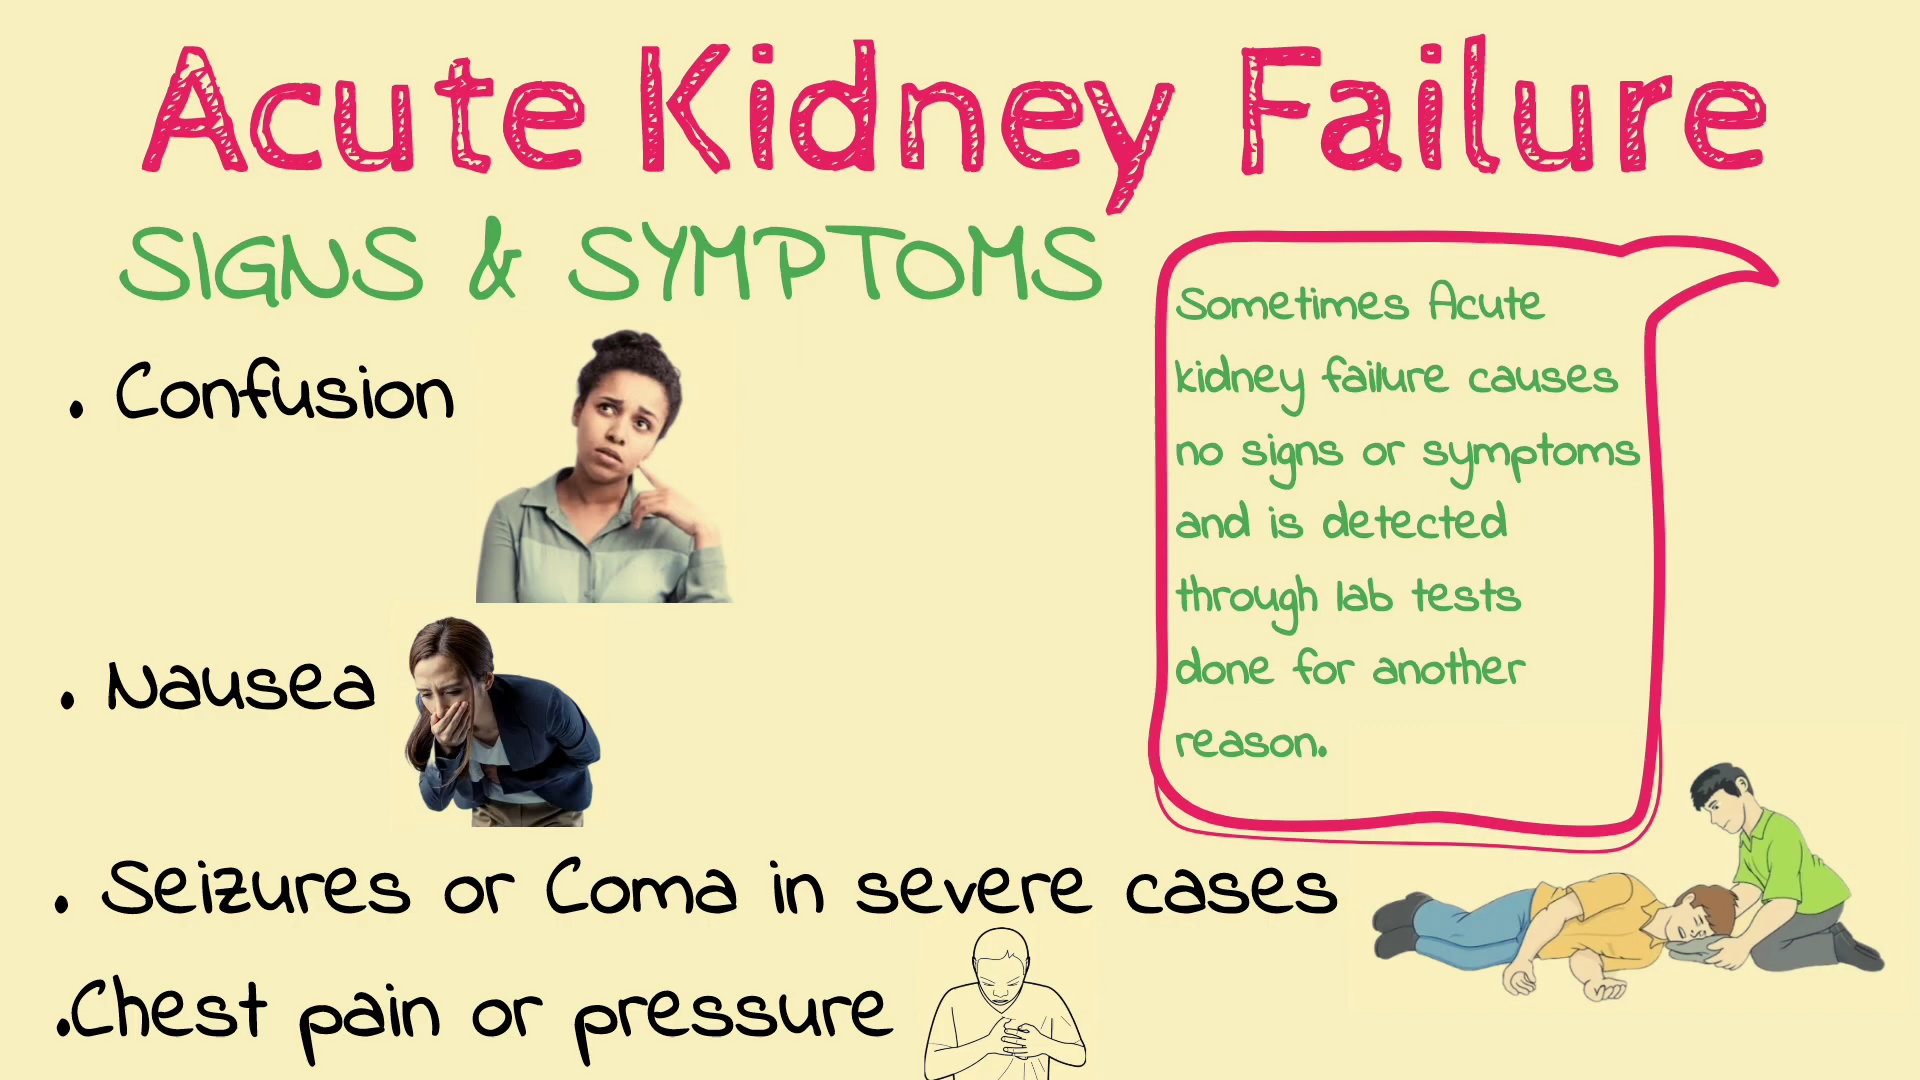 Acute Kidney Failure
SIGNS & SYMPTOMS
. Confusion
. Nausea
. Seizures or Coma in severe cases
.Chest pain or pressure
Sometimes Acute
kidney failure causes
no signs or symptoms
and is detected
through lab tests
done for another
reason.